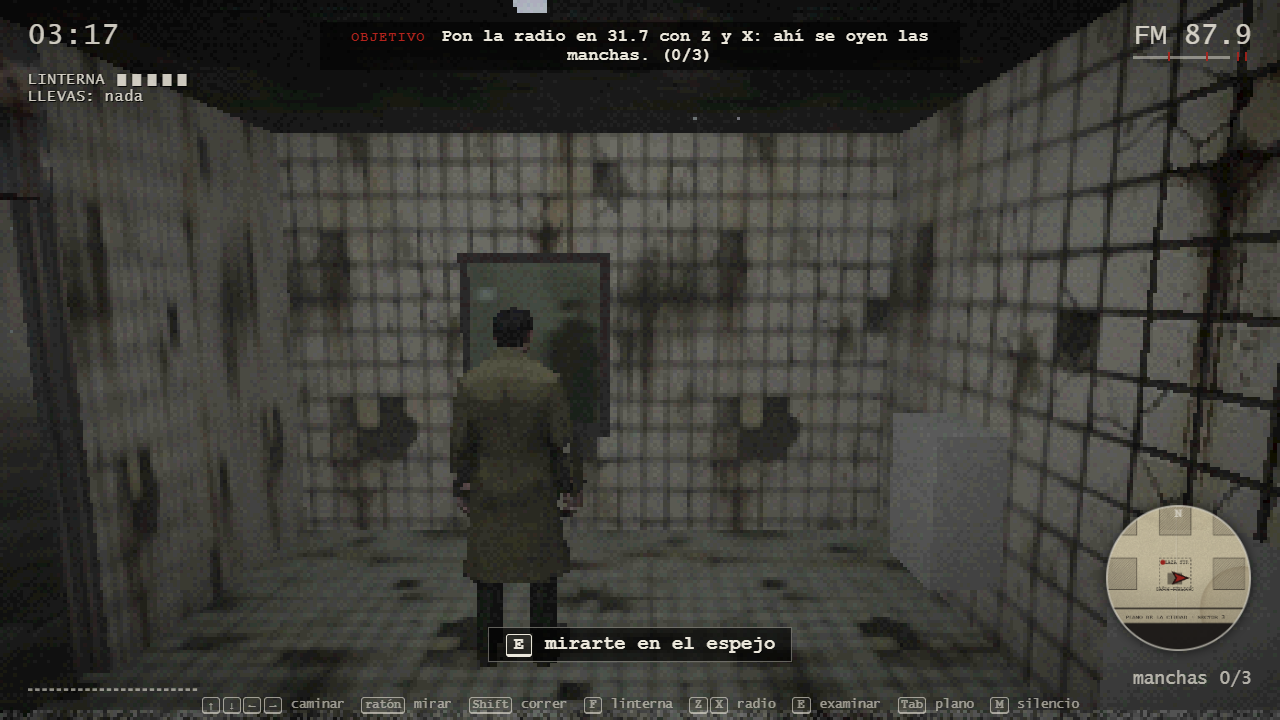 03:17
OBJETIVO Pon la radio en 31.7 con Z y X: ahí se oyen las
manchas. (0/3)
FM 87.9
LINTERNA
LLEVAS: nada
N
E mirarte en el espejo
manchas 0/3
↑ ↓ ← → caminar ratón mirar Shift correr F linterna Z X radio E examinar Tab plano M silencio